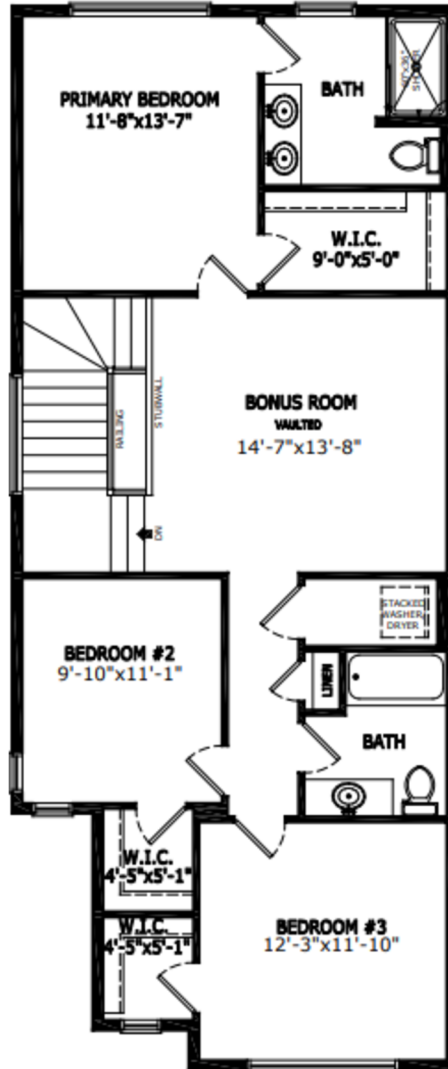 PRIMARY BEDROOM
11'-8"x13'-7"
BATH
SHOWER
W.I.C.
9'-0"x5'-0"
BONUS ROOM
VAULTED
14'-7"x13'-8"
RAILING
STUBWALL
DN
STACKED
WASHER
DRYER
BEDROOM #2
9'-10"x11'-1"
LINEN
BATH
W.I.C.
4'-5"x5'-1"
W.I.C.
4'-5"x5'-1"
BEDROOM #3
12'-3"x11'-10"